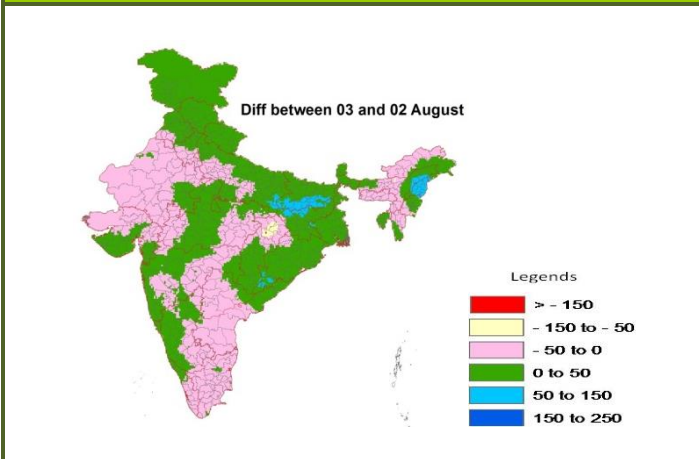 Diff between 03 and 02 August
Legends
> - 150
- 150 to - 50
- 50 to 0
0 to 50
50 to 150
150 to 250